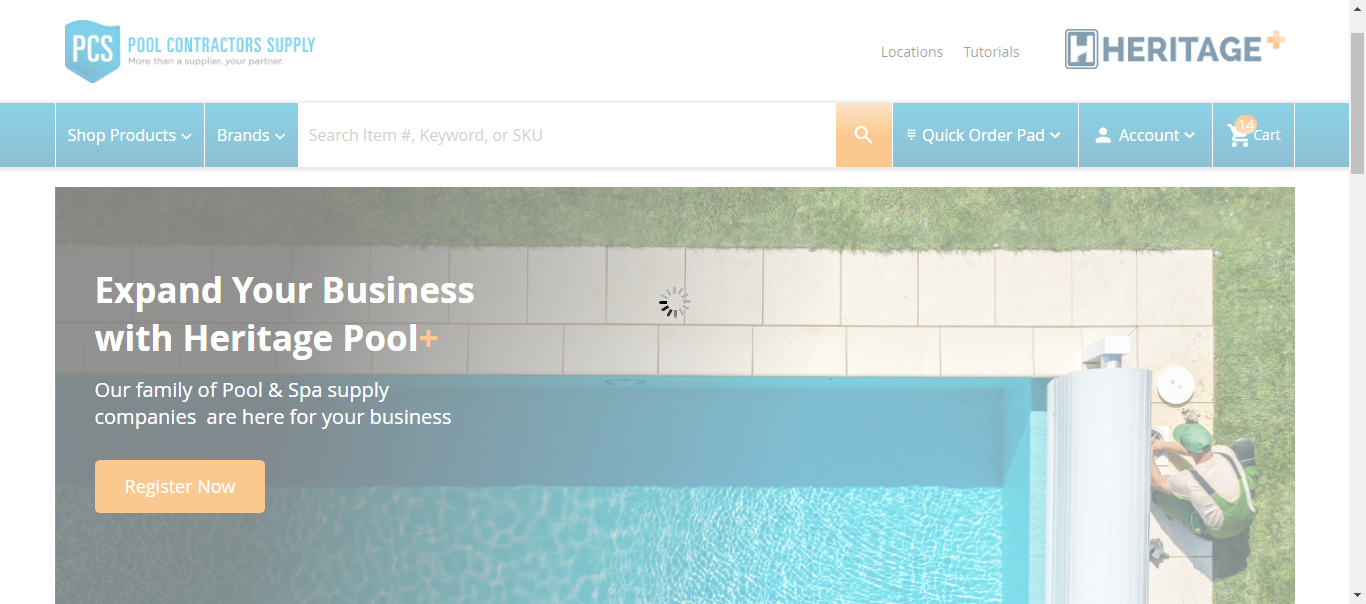 PCS POOL CONTRACTORS SUPPLY
More than a supplier, your partner.
Locations
Tutorials
H HERITAGE+
Shop Products
Brands
Search Item #, Keyword, or SKU
Quick Order Pad
Account
14
Cart
Expand Your Business
with Heritage Pool+
Our family of Pool & Spa supply
companies  are here for your business
Register Now